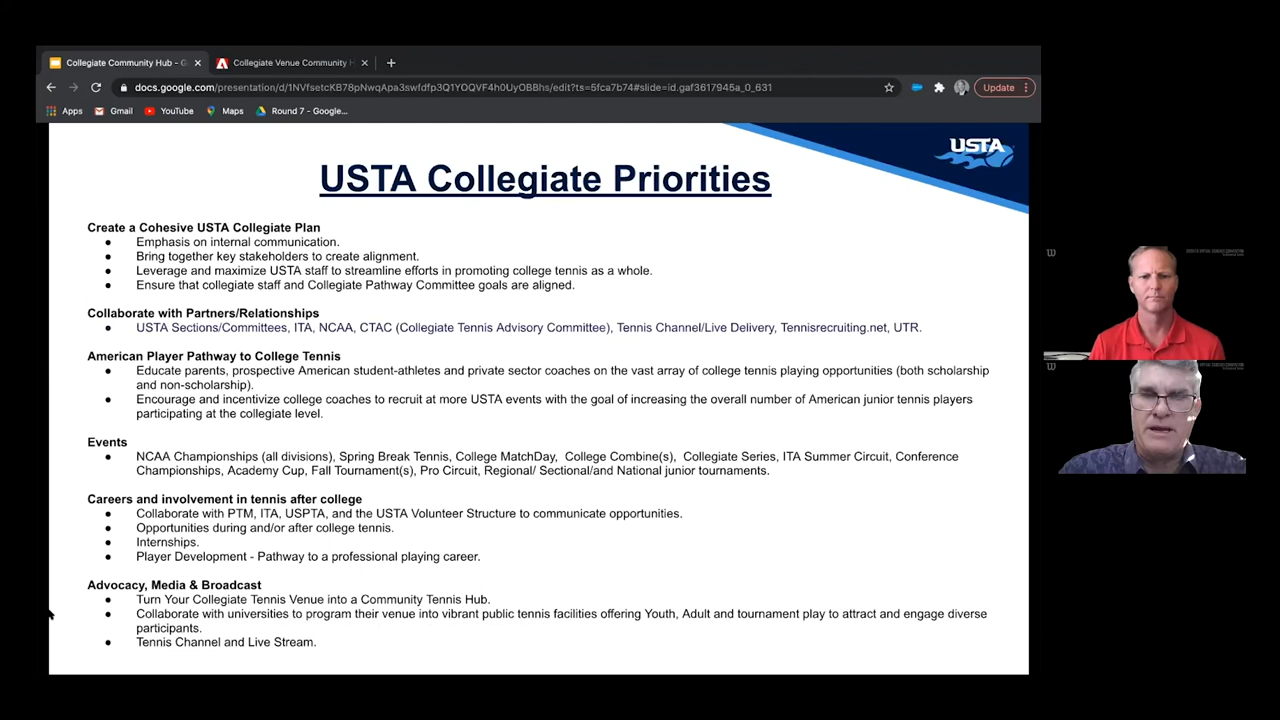 Collegiate Community Hub - G
Collegiate Venue Community H
docs.google.com/presentation/d/1NVfsetcKB78pNwqApa3swfdfp3Q1YOQVF4h0UyOBBhs/edit?ts=5fca7b74#slide=id.gaf3617945a_0_631
Update
Apps
Gmail
YouTube
Maps
Round 7 - Google...
USTA
USTA Collegiate Priorities
Create a Cohesive USTA Collegiate Plan
● Emphasis on internal communication.
● Bring together key stakeholders to create alignment.
● Leverage and maximize USTA staff to streamline efforts in promoting college tennis as a whole.
● Ensure that collegiate staff and Collegiate Pathway Committee goals are aligned.
Collaborate with Partners/Relationships
● USTA Sections/Committees, ITA, NCAA, CTAC (Collegiate Tennis Advisory Committee), Tennis Channel/Live Delivery, Tennisrecruiting.net, UTR.
American Player Pathway to College Tennis
● Educate parents, prospective American student-athletes and private sector coaches on the vast array of college tennis playing opportunities (both scholarship
and non-scholarship).
● Encourage and incentivize college coaches to recruit at more USTA events with the goal of increasing the overall number of American junior tennis players
participating at the collegiate level.
Events
● NCAA Championships (all divisions), Spring Break Tennis, College MatchDay, College Combine(s), Collegiate Series, ITA Summer Circuit, Conference
Championships, Academy Cup, Fall Tournament(s), Pro Circuit, Regional/ Sectional/and National junior tournaments.
Careers and involvement in tennis after college
● Collaborate with PTM, ITA, USPTA, and the USTA Volunteer Structure to communicate opportunities.
● Opportunities during and/or after college tennis.
● Internships.
● Player Development - Pathway to a professional playing career.
Advocacy, Media & Broadcast
● Turn Your Collegiate Tennis Venue into a Community Tennis Hub.
● Collaborate with universities to program their venue into vibrant public tennis facilities offering Youth, Adult and tournament play to attract and engage diverse
participants.
● Tennis Channel and Live Stream.